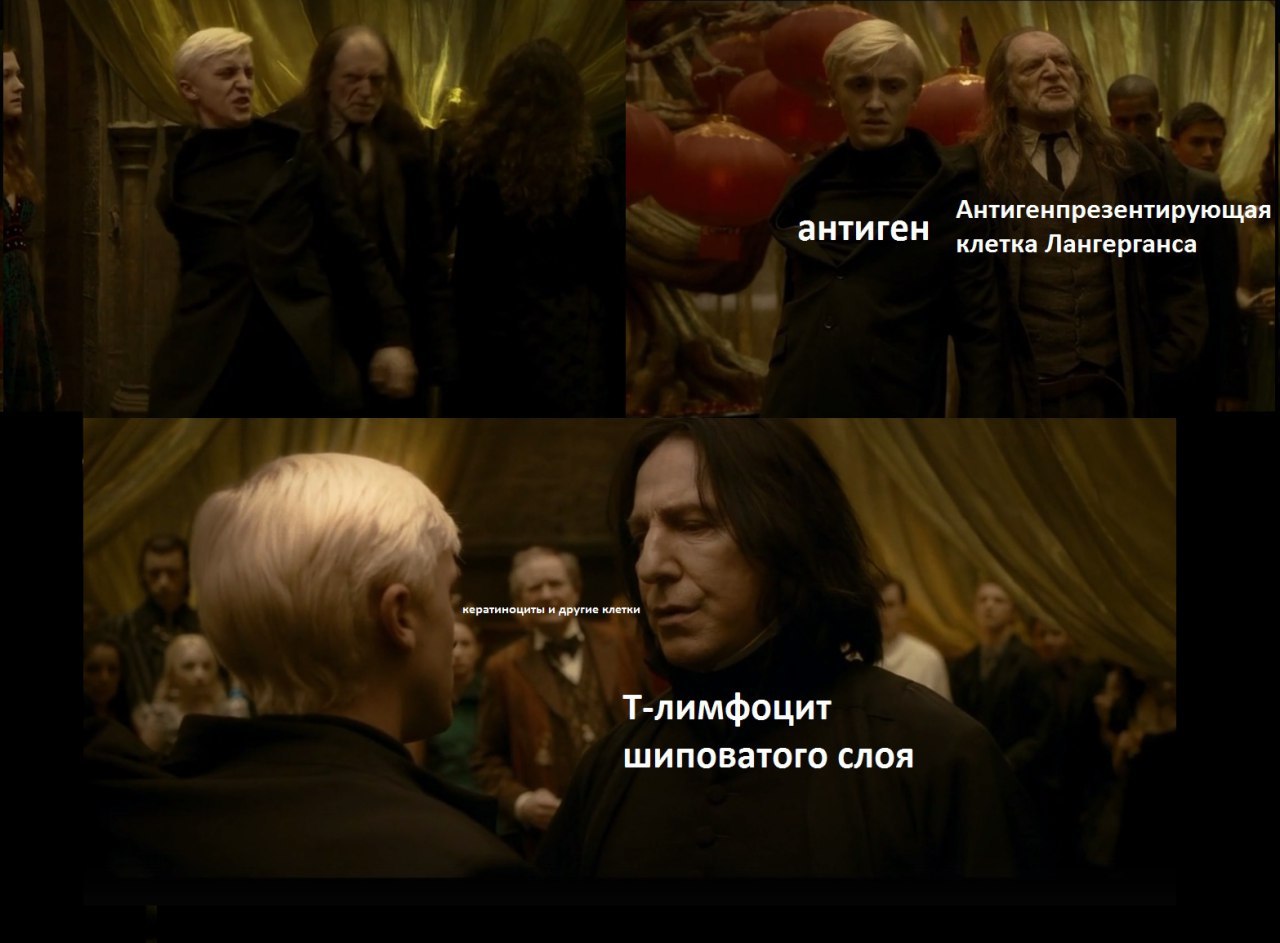 антиген
Антигенпрезентирующая
клетка Лангерганса
кератиноциты и другие клетки
Т-лимфоцит
шиповатого слоя